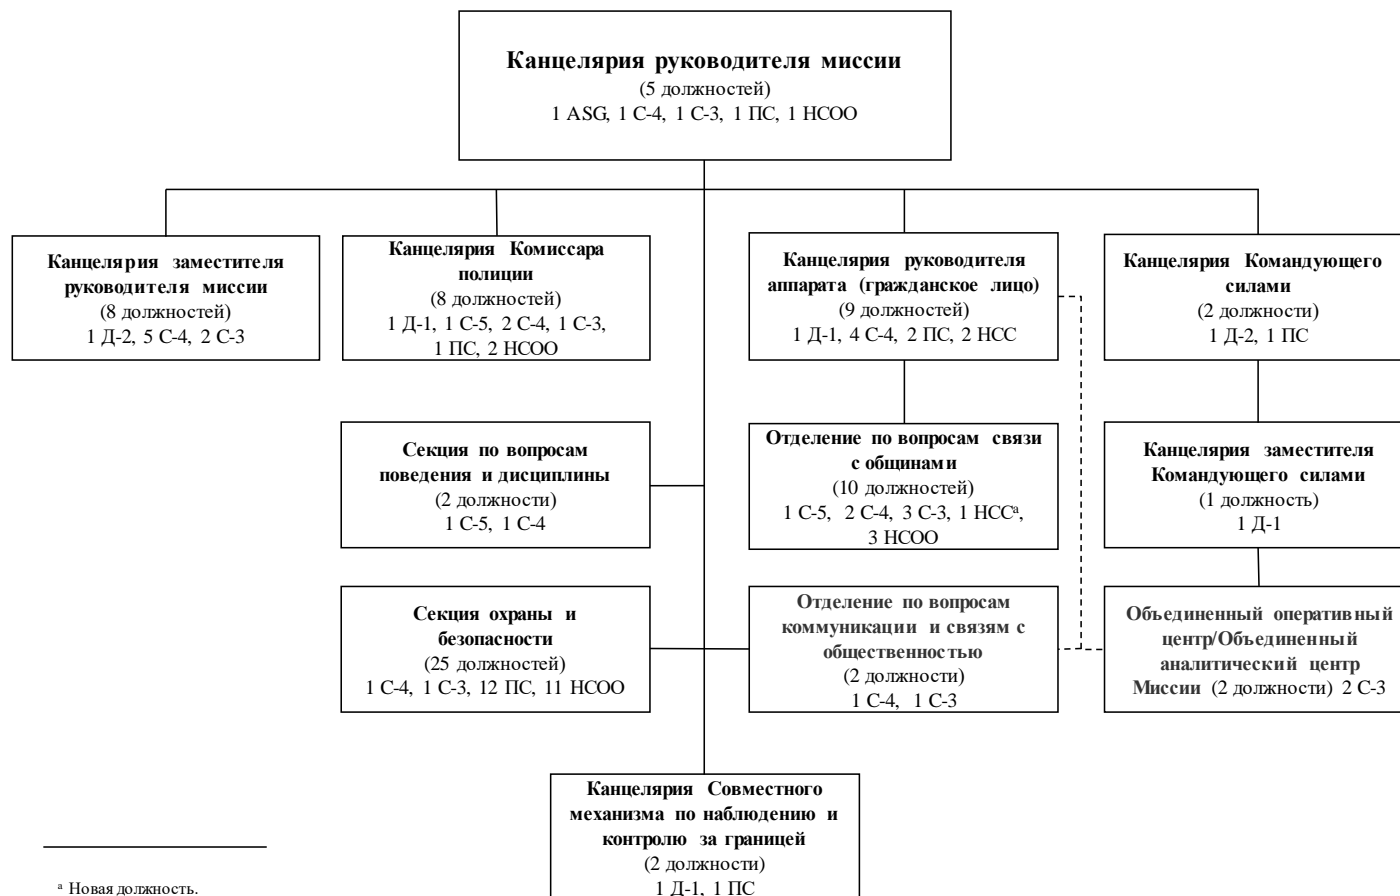 Канцелярия руководителя миссии
(5 должностей)
1 ASG, 1 С-4, 1 С-3, 1 ПС, 1 НСОО
Канцелярия заместителя
руководителя миссии
(8 должностей)
1 Д-2, 5 С-4, 2 С-3
Канцелярия Комиссара
полиции
(8 должностей)
1 Д-1, 1 С-5, 2 С-4, 1 С-3,
1 ПС, 2 НСОО
Канцелярия руководителя
аппарата (гражданское лицо)
(9 должностей)
1 Д-1, 4 С-4, 2 ПС, 2 НСС
Канцелярия Командующего
силами
(2 должности)
1 Д-2, 1 ПС
Секция по вопросам
поведения и дисциплины
(2 должности)
1 С-5, 1 С-4
Отделение по вопросам связи
с общинами
(10 должностей)
1 С-5, 2 С-4, 3 С-3, 1 НССª,
3 НСОО
Канцелярия заместителя
Командующего силами
(1 должность)
1 Д-1
Секция охраны и
безопасности
(25 должностей)
1 С-4, 1 С-3, 12 ПС, 11 НСОО
Отделение по вопросам
коммуникации и связям с
общественностью
(2 должности)
1 С-4, 1 С-3
Объединенный оперативный
центр/Объединенный
аналитический центр
Миссии (2 должности) 2 С-3
Канцелярия Совместного
механизма по наблюдению и
контролю за границей
(2 должности)
1 Д-1, 1 ПС
ª Новая должность.